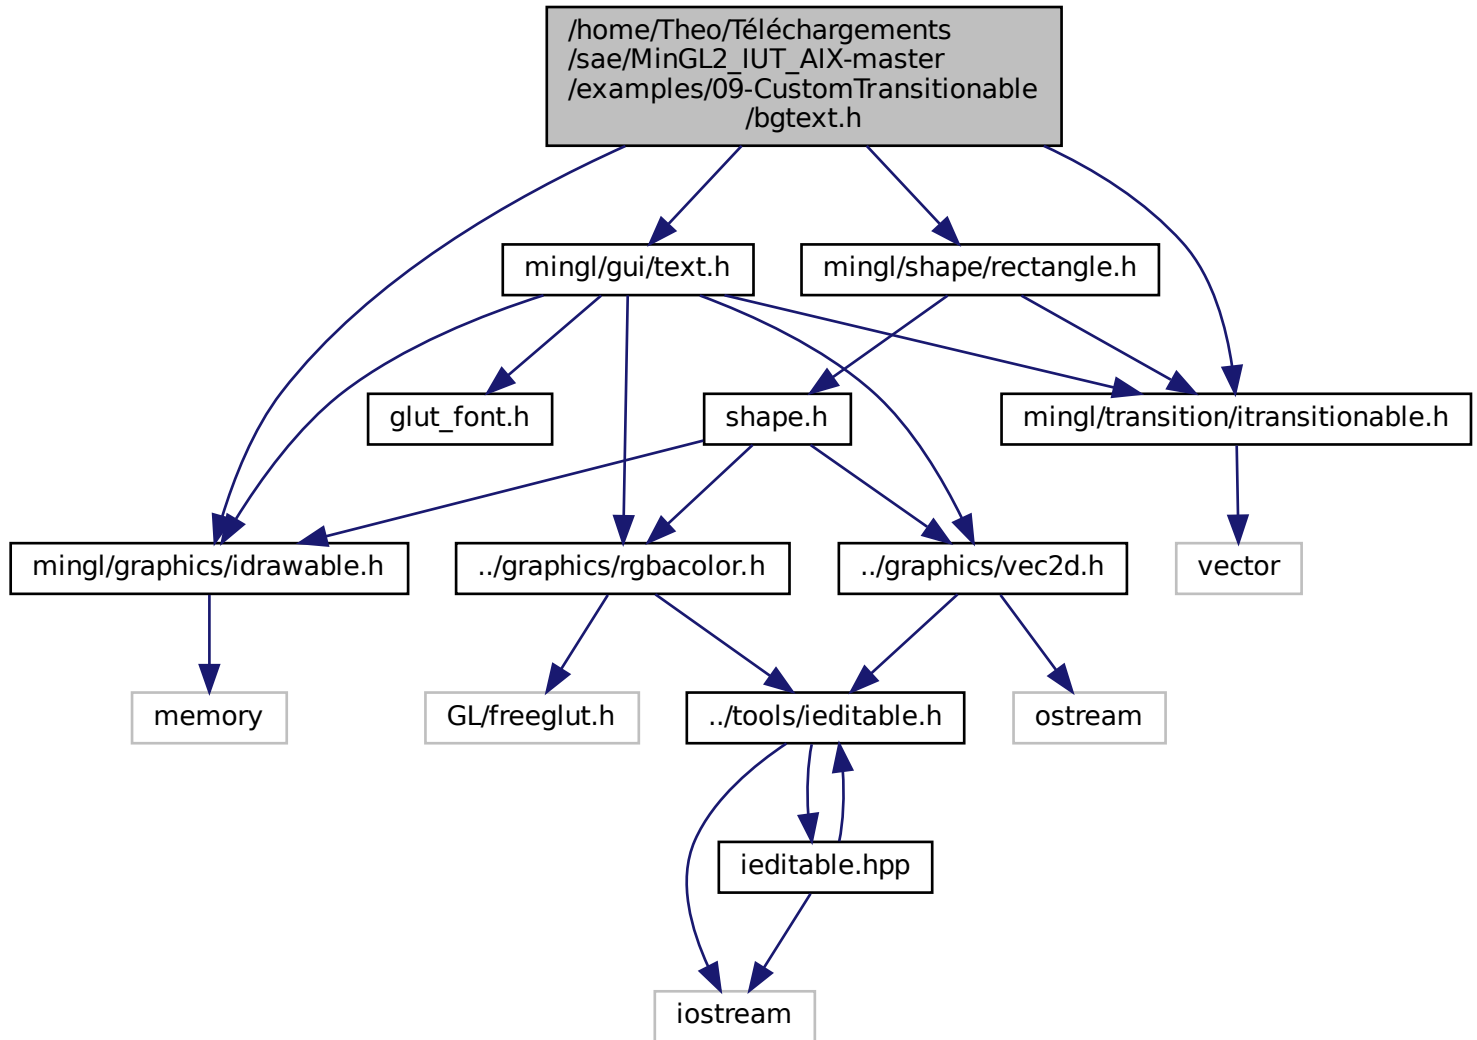 /home/Theo/Téléchargements
/sae/MinGL2_IUT_AIX-master
/examples/09-CustomTransitionable
/bgtext.h
mingl/gui/text.h
mingl/shape/rectangle.h
glut_font.h
shape.h
mingl/transition/itransitionable.h
mingl/graphics/idrawable.h
../graphics/rgbacolor.h
../graphics/vec2d.h
vector
memory
GL/freeglut.h
../tools/ieditable.h
ostream
ieditable.hpp
iostream